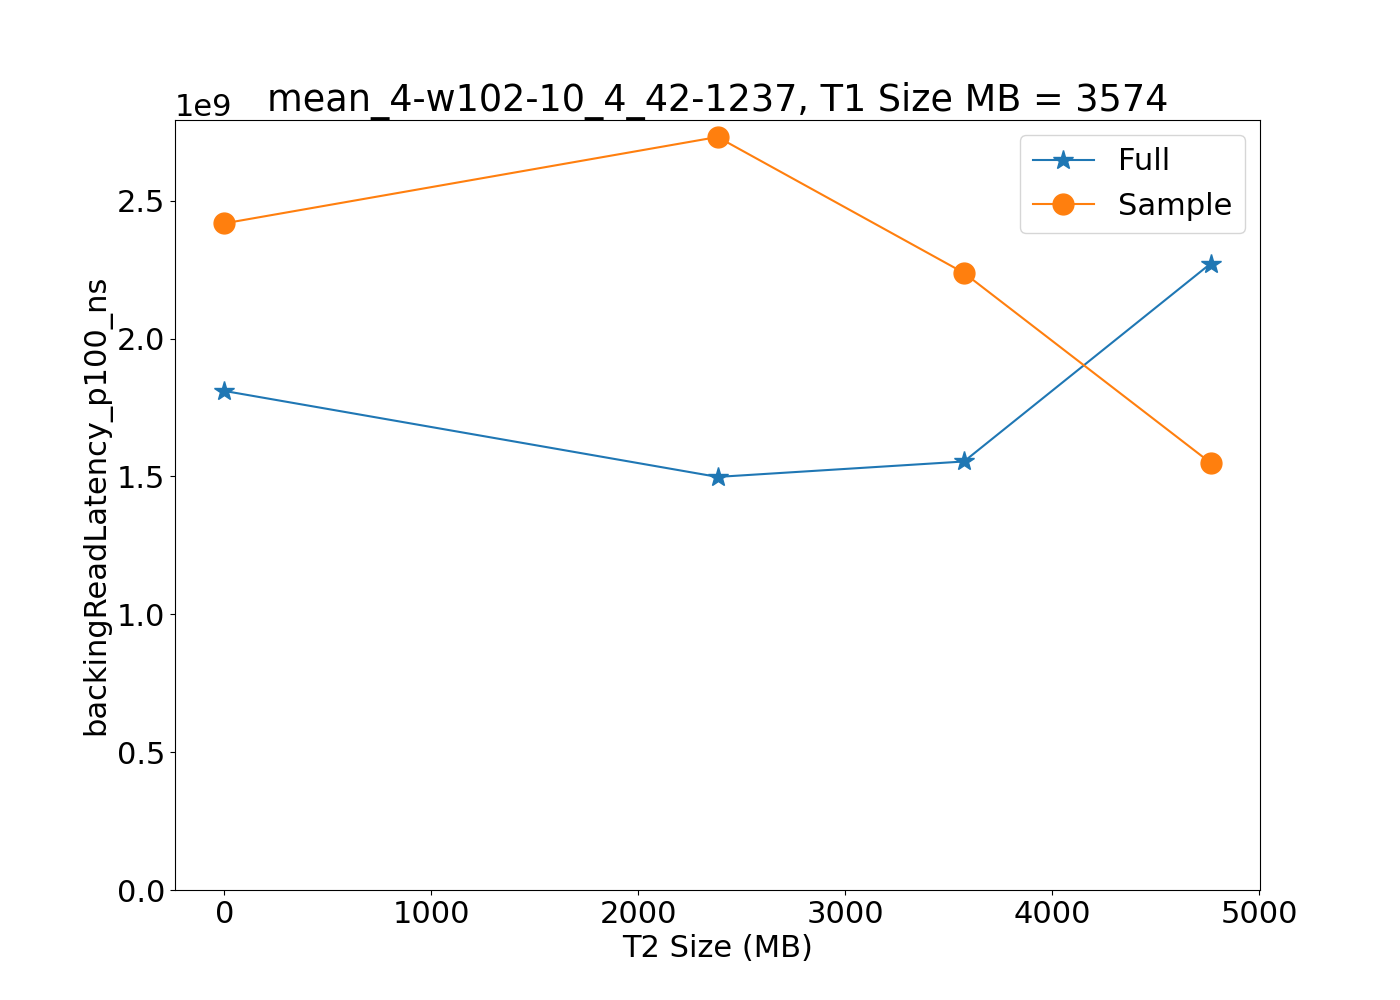 1e9
mean_4-w102-10_4_42-1237, T1 Size MB = 3574
Full
Sample
backingReadLatency_p100_ns
2.5
2.0
1.5
1.0
0.5
0.0
0 1000 2000 3000 4000 5000
T2 Size (MB)